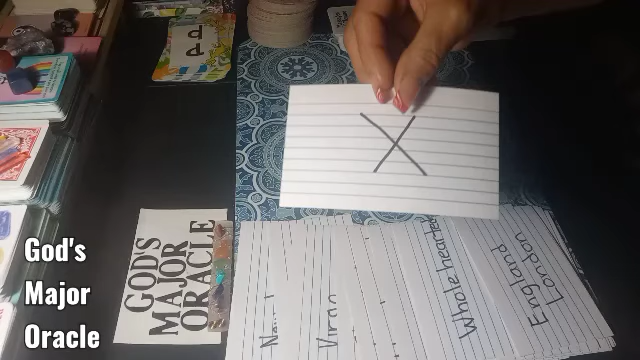 X
GOD'S
MAJOR
ORACLE
God's
Major
Oracle
Whole hearted
England
London